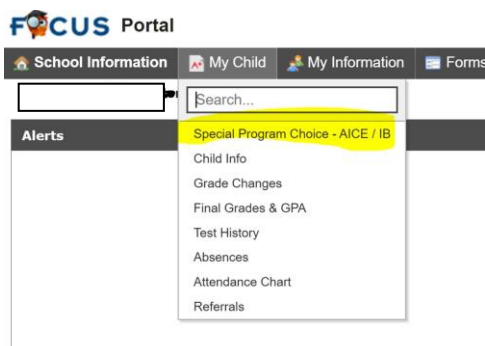 FOCUS Portal
School Information My Child My Information Forms
Search...
Alerts
Special Program Choice - AICE / IB
Child Info
Grade Changes
Final Grades & GPA
Test History
Absences
Attendance Chart
Referrals